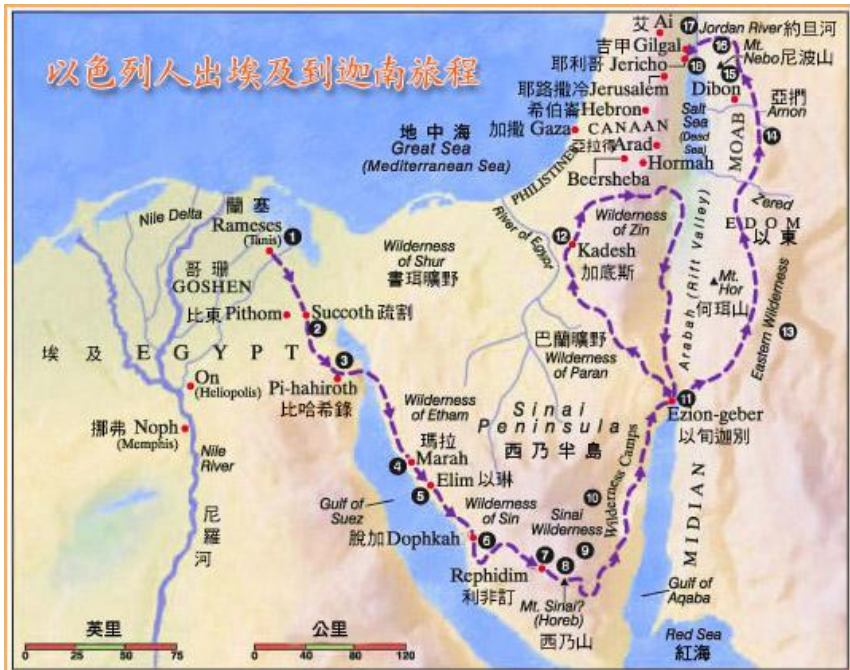 以色列人出埃及到迦南旅程
艾 Ai
17
Jordan River 約旦河
吉甲 Gilgal
16
Mt.
Nebo 尼波山
耶利哥 Jericho
18
15
耶路撒冷 Jerusalem
Dibon
亞捫
Arnon
希伯崙 Hebron
Salt
Sea
(Dead
Sea)
加撒 Gaza
CANAAN
MOAB
14
地中海
Great Sea
(Mediterranean Sea)
亞拉得
Arad
Hormah
Beersheba
PHILISTINES
Zered
Nile Delta
蘭塞
Rameses
(Tanis)
1
River of Egypt
Wilderness
of Zin
EDOM
以東
Wilderness
of Shur
書珥曠野
12
Kadesh
加底斯
Arabah (Rift Valley)
Mt.
Hor
何珥山
哥珊
GOSHEN
Eastern Wilderness
13
比東 Pithom
Succoth 疏割
2
巴蘭曠野
Wilderness
of Paran
埃及 EGYPT
3
Pi-hahiroth
比哈希錄
On
(Heliopolis)
Wilderness
of Etham
Sinai
Peninsula
西乃半島
11
Ezion-geber
以旬迦別
挪弗 Noph
(Memphis)
Nile
River
尼羅河
瑪拉
4
Marah
Elim 以琳
5
Gulf of
Suez
Wilderness
of Sin
10
Sinai
Wilderness
Wilderness Camps
MIDIAN
脫加 Dophkah
6
9
7
8
Rephidim
利非訂
Mt. Sinai?
(Horeb)
西乃山
Gulf of
Aqaba
Red Sea
紅海
英里
0 25 50 75
公里
0 40 80 120